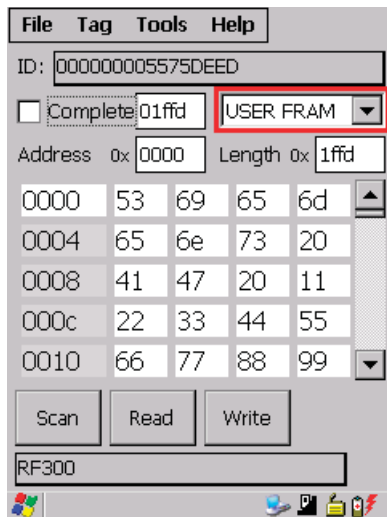 File Tag Tools Help
ID: 000000005575DEED
Complete 01ffd USER FRAM
Address 0x 0000 Length 0x 1ffd
0000 53 69 65 6d
0004 65 6e 73 20
0008 41 47 20 11
000c 22 33 44 55
0010 66 77 88 99
Scan Read Write
RF300